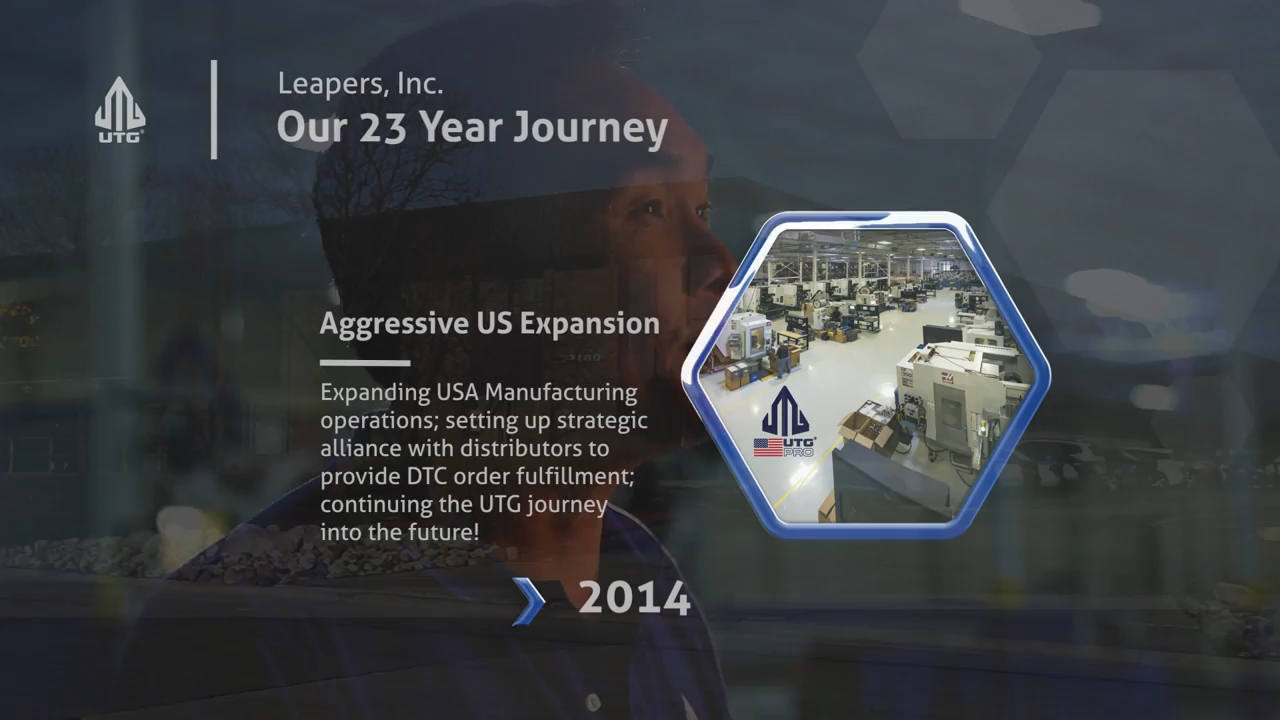 Leapers, Inc.
Our 23 Year Journey
UTG
Aggressive US Expansion
Expanding USA Manufacturing
operations; setting up strategic
alliance with distributors to
provide DTC order fulfillment;
continuing the UTG journey
into the future!
UTG
PRO
2014